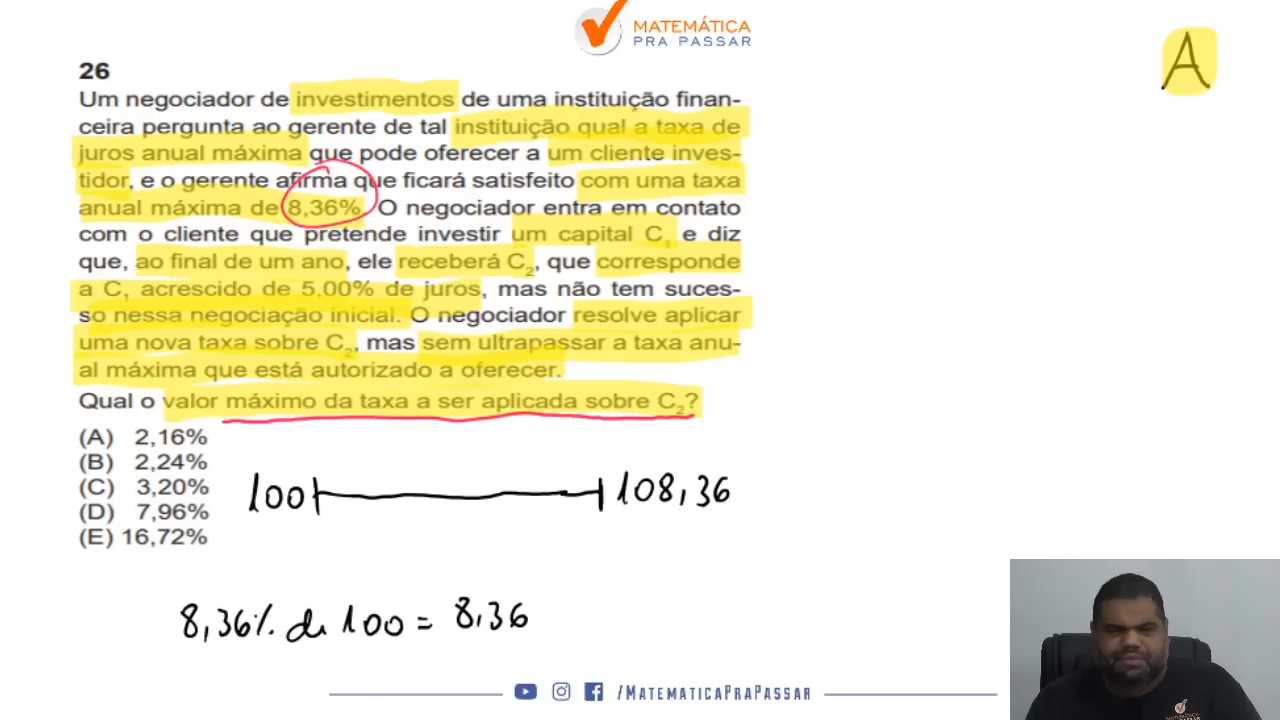 MATEMÁTICA
PRA PASSAR
A
26
Um negociador de investimentos de uma instituição finan-
ceira pergunta ao gerente de tal instituição qual a taxa de
juros anual máxima que pode oferecer a um cliente inves-
tidor, e o gerente afirma que ficará satisfeito com uma taxa
anual máxima de 8,36%. O negociador entra em contato
com o cliente que pretende investir um capital C₁ e diz
que, ao final de um ano, ele receberá C₂, que corresponde
a C₁ acrescido de 5,00% de juros, mas não tem suces-
so nessa negociação inicial. O negociador resolve aplicar
uma nova taxa sobre C₂, mas sem ultrapassar a taxa anu-
al máxima que está autorizado a oferecer.
Qual o valor máximo da taxa a ser aplicada sobre C₂?
(A) 2,16%
(B) 2,24%
(C) 3,20%
(D) 7,96%
(E) 16,72%
100 108,36
8,36% de 100 = 8,36
/MATEMATICAPRAPASSAR
MATEMÁTICA